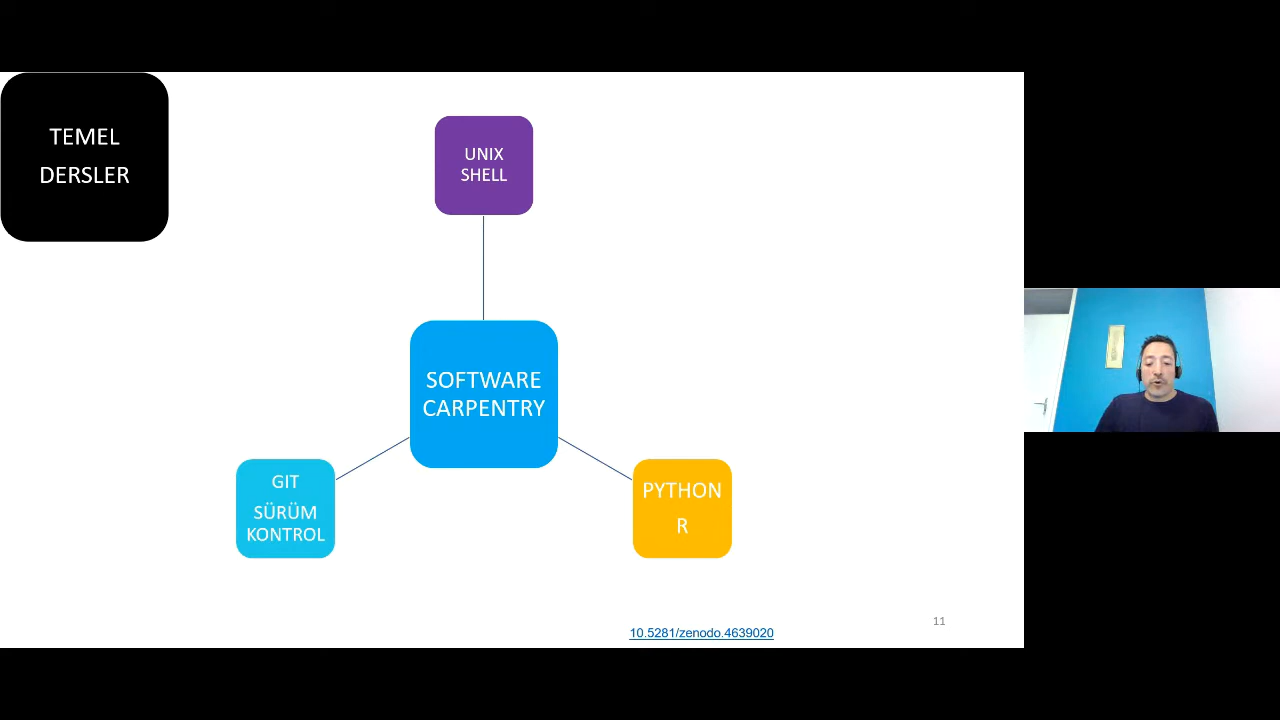 TEMEL
DERSLER
UNIX
SHELL
SOFTWARE
CARPENTRY
GIT
SÜRÜM
KONTROL
PYTHON
R
10.5281/zenodo.4639020
11